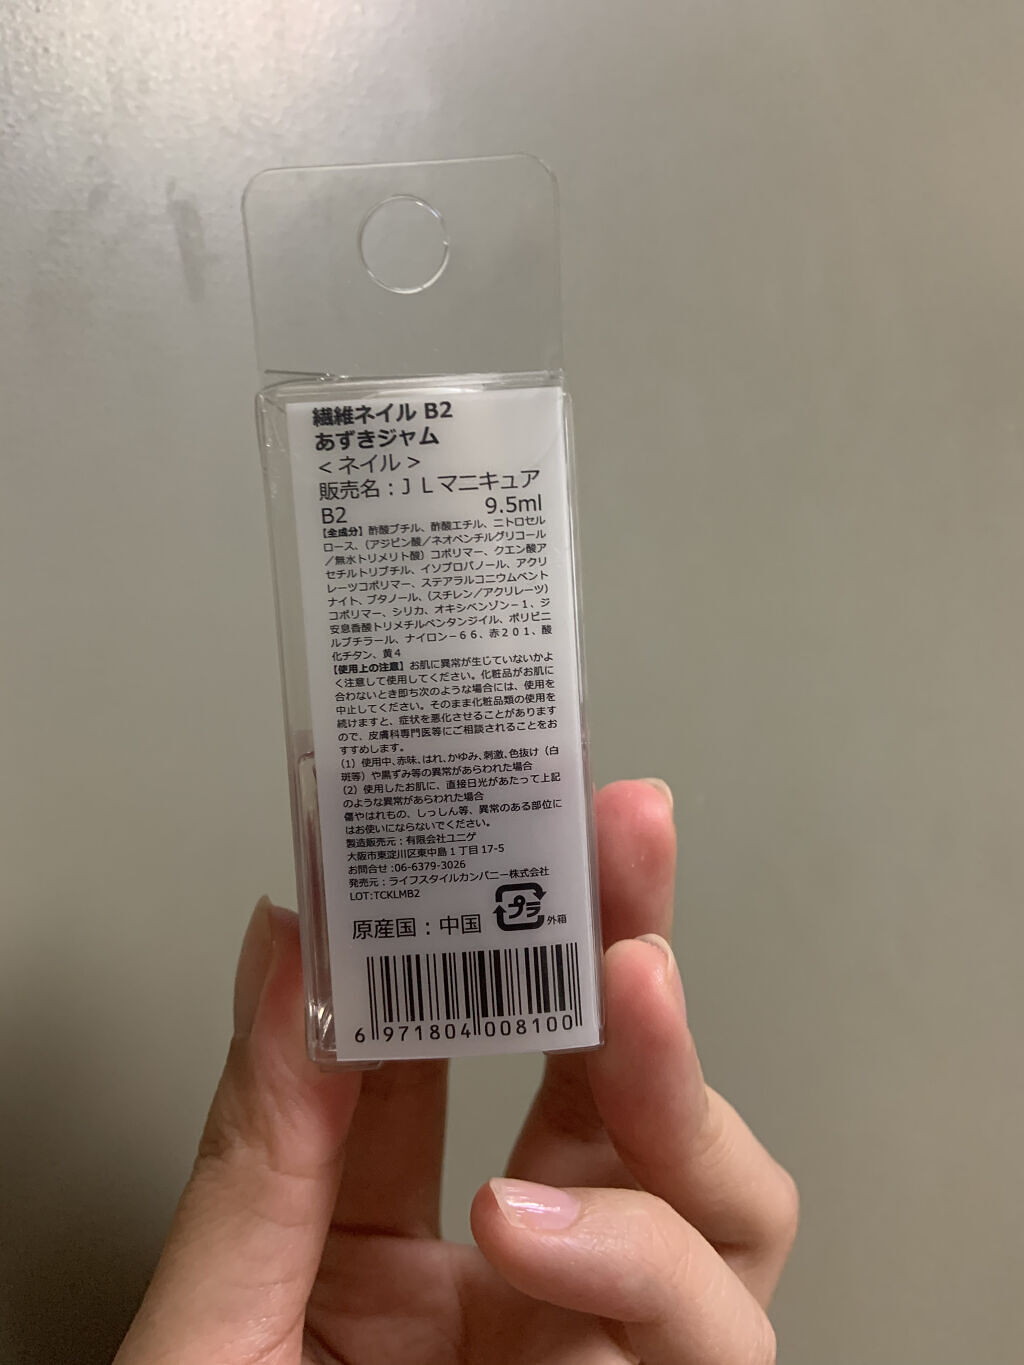 繊維ネイル B2
あずきジャム
＜ネイル＞
販売名：ＪＬマニキュア
B2 9.5ml
【全成分】酢酸ブチル、酢酸エチル、ニトロセル
ロース、（アジピン酸／ネオペンチルグリコール
／無水トリメリト酸）コポリマー、クエン酸ア
セチルトリブチル、イソプロパノール、アクリ
レーツコポリマー、ステアラルコニウムベント
ナイト、ブタノール、（スチレン／アクリレーツ）
コポリマー、シリカ、オキシベンゾン－１、ジ
安息香酸トリメチルペンタンジイル、ポリビニ
ルブチラール、ナイロン－６６、赤２０１、酸
化チタン、黄４
【使用上の注意】お肌に異常が生じていないかよ
く注意して使用してください。化粧品がお肌に
合わないとき即ち次のような場合には、使用を
中止してください。そのまま化粧品類の使用を
続けますと、症状を悪化させることがあります
ので、皮膚科専門医等にご相談されることをお
すすめします。
（1）使用中、赤味、はれ、かゆみ、刺激、色抜け（白
斑等）や黒ずみ等の異常があらわれた場合
（2）使用したお肌に、直接日光があたって上記
のような異常があらわれた場合
傷やはれもの、しっしん等、異常のある部位に
はお使いにならないでください。
製造販売元：有限会社ユニゲ
大阪市東淀川区東中島１丁目 17-5
お問合せ:06-6379-3026
発売元：ライフスタイルカンパニー株式会社
LOT:TCKLMB2
原産国：中国 プラ 外箱
6 971804 008100